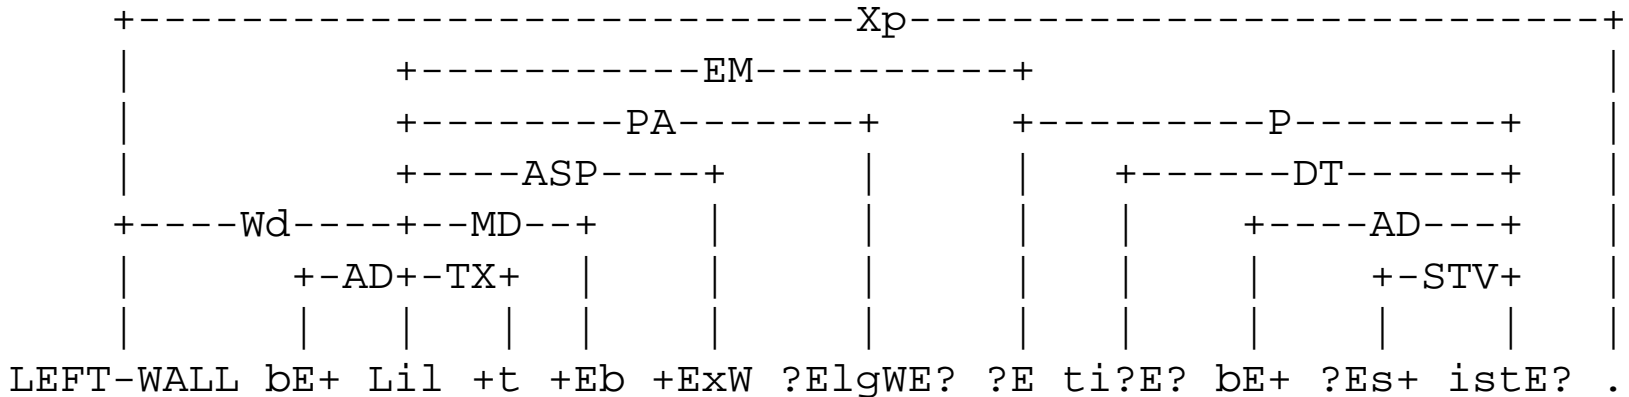 +----------------------------Xp---------------------------+
|          +-----------EM----------+                      |
|          +--------PA-------+     +---------P--------+   |
|          +----ASP----+     |     |   +------DT------+   |
+----Wd----+--MD--+     |     |     |   |    +----AD---+   |
|      +-AD+-TX+  |     |     |     |   |    |    +-STV+   |
|      |   |   |  |     |     |     |   |    |    |    |   |
LEFT-WALL bE+ Lil +t +Eb +ExW ?ElgWE? ?E ti?E? bE+ ?Es+ istE? .